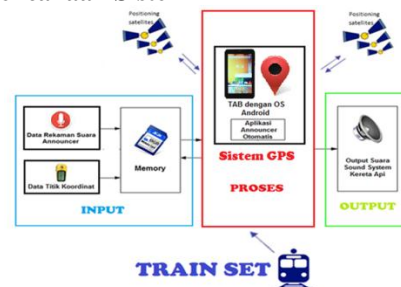 Positioning
satellites
Positioning
satellites
TAB dengan OS
Android
Aplikasi
Announcer
Otomatis
Sistem GPS
PROSES
Data Rekaman Suara
Announcer
Data Titik Koordinat
Memory
INPUT
Output Suara
Sound System
Kereta Api
OUTPUT
TRAIN SET